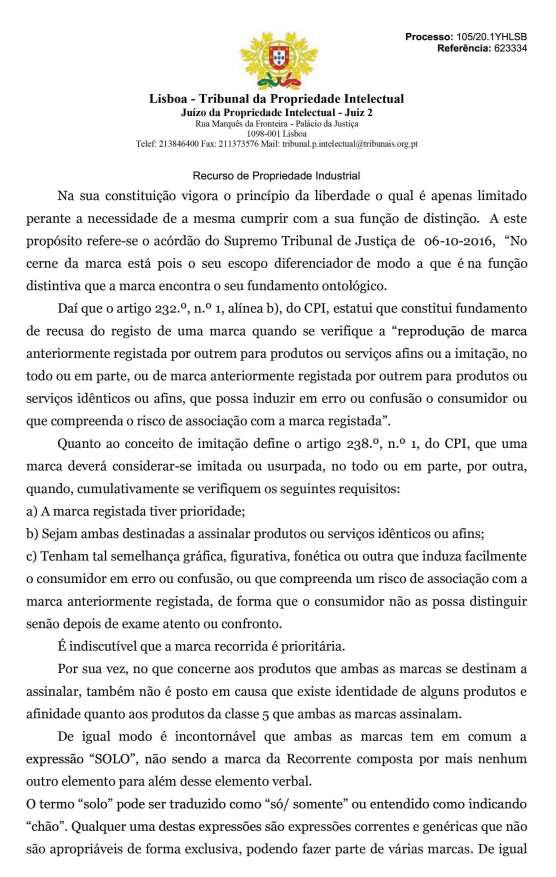 Processo: 105/20.1YHLSB
Referência: 623334
Lisboa - Tribunal da Propriedade Intelectual
Juízo da Propriedade Intelectual - Juiz 2
Rua Marquês da Fronteira - Palácio da Justiça
1098-001 Lisboa
Telef: 213846400 Fax: 211373576 Mail: tribunal.p.intelectual@tribunais.org.pt
Recurso de Propriedade Industrial
Na sua constituição vigora o princípio da liberdade o qual é apenas limitado
perante a necessidade de a mesma cumprir com a sua função de distinção. A este
propósito refere-se o acórdão do Supremo Tribunal de Justiça de 06-10-2016, “No
cerne da marca está pois o seu escopo diferenciador de modo a que é na função
distintiva que a marca encontra o seu fundamento ontológico.
Daí que o artigo 232.º, n.º 1, alínea b), do CPI, estatui que constitui fundamento
de recusa do registo de uma marca quando se verifique a “reprodução de marca
anteriormente registada por outrem para produtos ou serviços afins ou a imitação, no
todo ou em parte, ou de marca anteriormente registada por outrem para produtos ou
serviços idênticos ou afins, que possa induzir em erro ou confusão o consumidor ou
que compreenda o risco de associação com a marca registada”.
Quanto ao conceito de imitação define o artigo 238.º, n.º 1, do CPI, que uma
marca deverá considerar-se imitada ou usurpada, no todo ou em parte, por outra,
quando, cumulativamente se verifiquem os seguintes requisitos:
a) A marca registada tiver prioridade;
b) Sejam ambas destinadas a assinalar produtos ou serviços idênticos ou afins;
c) Tenham tal semelhança gráfica, figurativa, fonética ou outra que induza facilmente
o consumidor em erro ou confusão, ou que compreenda um risco de associação com a
marca anteriormente registada, de forma que o consumidor não as possa distinguir
senão depois de exame atento ou confronto.
É indiscutível que a marca recorrida é prioritária.
Por sua vez, no que concerne aos produtos que ambas as marcas se destinam a
assinalar, também não é posto em causa que existe identidade de alguns produtos e
afinidade quanto aos produtos da classe 5 que ambas as marcas assinalam.
De igual modo é incontornável que ambas as marcas tem em comum a
expressão “SOLO”, não sendo a marca da Recorrente composta por mais nenhum
outro elemento para além desse elemento verbal.
O termo “solo” pode ser traduzido como “só/ somente” ou entendido como indicando
“chão”. Qualquer uma destas expressões são expressões correntes e genéricas que não
são apropriáveis de forma exclusiva, podendo fazer parte de várias marcas. De igual